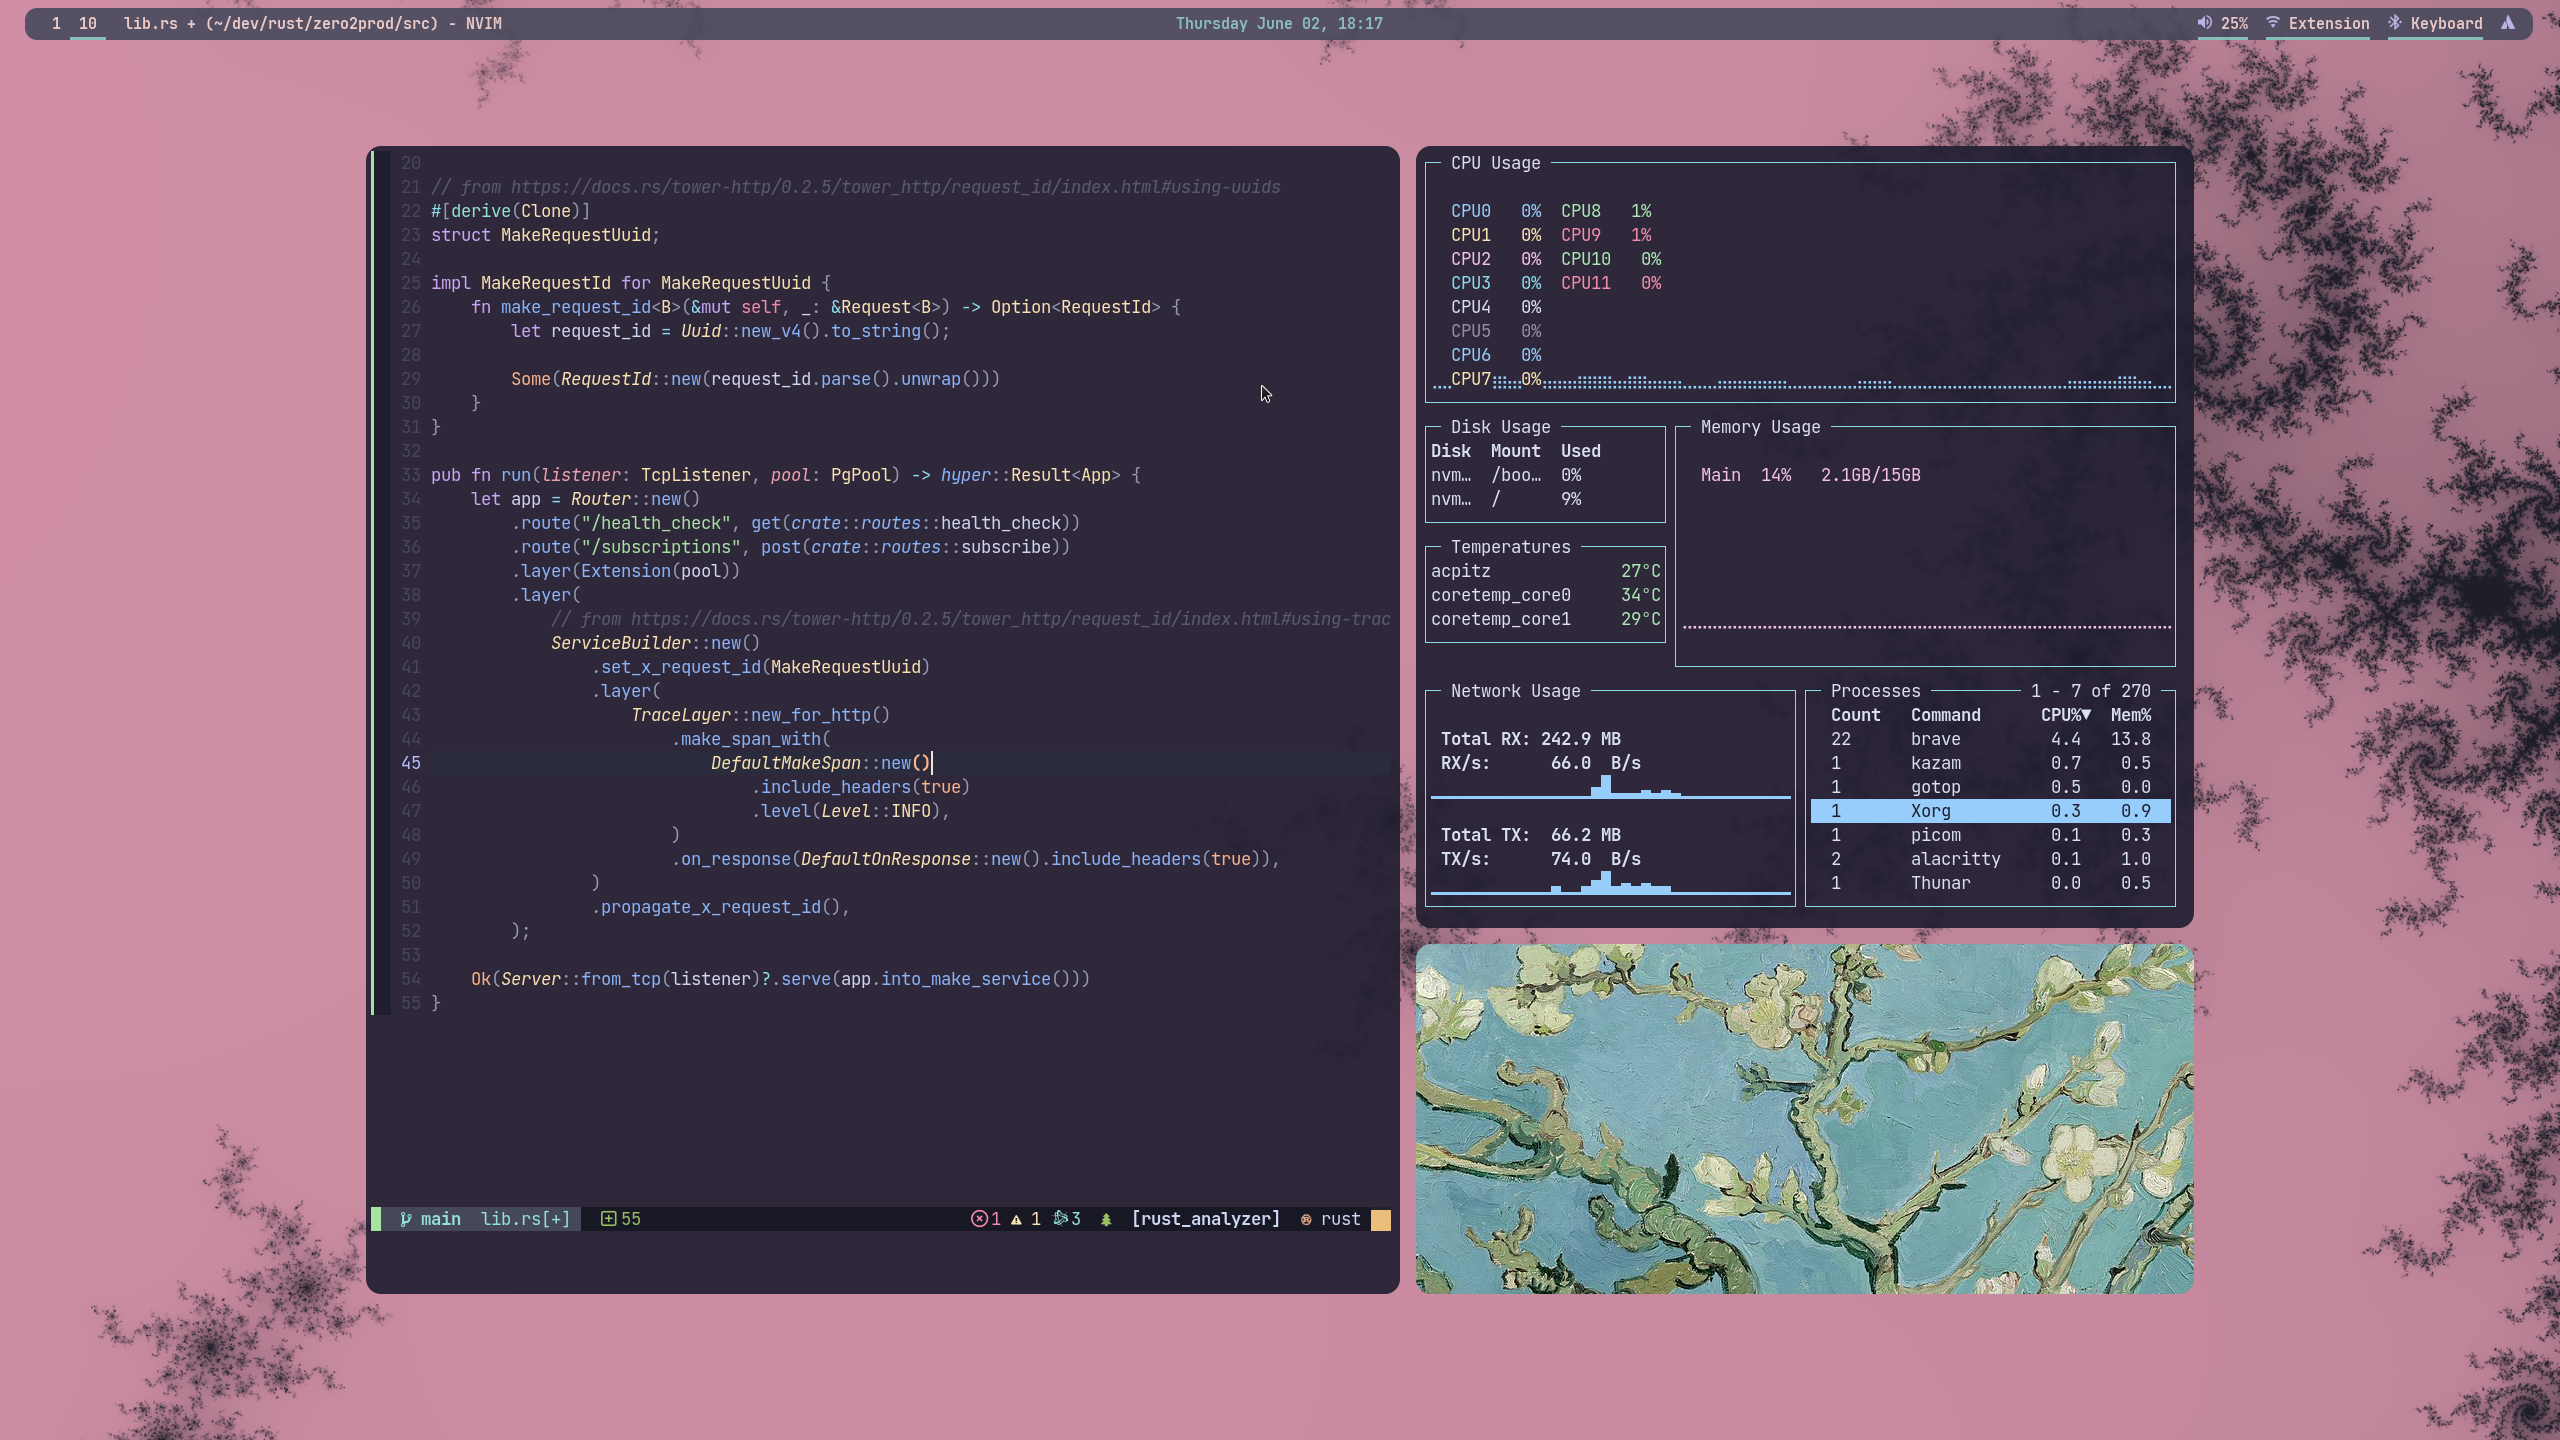 1 10 lib.rs + (~/dev/rust/zero2prod/src) - NVIM
Thursday June 02, 18:17
25% Extension Keyboard
20
21 // from https://docs.rs/tower-http/0.2.5/tower_http/request_id/index.html#using-uuids
22 #[derive(Clone)]
23 struct MakeRequestUuid;
24
25 impl MakeRequestId for MakeRequestUuid {
26     fn make_request_id<B>(&mut self, _: &Request<B>) -> Option<RequestId> {
27         let request_id = Uuid::new_v4().to_string();
28
29         Some(RequestId::new(request_id.parse().unwrap()))
30     }
31 }
32
33 pub fn run(listener: TcpListener, pool: PgPool) -> hyper::Result<App> {
34     let app = Router::new()
35         .route("/health_check", get(crate::routes::health_check))
36         .route("/subscriptions", post(crate::routes::subscribe))
37         .layer(Extension(pool))
38         .layer(
39             // from https://docs.rs/tower-http/0.2.5/tower_http/request_id/index.html#using-trac
40             ServiceBuilder::new()
41                 .set_x_request_id(MakeRequestUuid)
42                 .layer(
43                     TraceLayer::new_for_http()
44                         .make_span_with(
45                             DefaultMakeSpan::new()
46                                 .include_headers(true)
47                                 .level(Level::INFO),
48                         )
49                         .on_response(DefaultOnResponse::new().include_headers(true)),
50                 )
51                 .propagate_x_request_id(),
52         );
53
54     Ok(Server::from_tcp(listener)?.serve(app.into_make_service()))
55 }
main lib.rs[+] 55 1 1 3 [rust_analyzer] rust
CPU Usage
CPU0 0% CPU8 1%
CPU1 0% CPU9 1%
CPU2 0% CPU10 0%
CPU3 0% CPU11 0%
CPU4 0%
CPU5 0%
CPU6 0%
CPU7 0%
Disk Usage
Disk Mount Used
nvm… /boo… 0%
nvm… / 9%
Memory Usage
Main 14% 2.1GB/15GB
Temperatures
acpitz 27°C
coretemp_core0 34°C
coretemp_core1 29°C
Network Usage
Total RX: 242.9 MB
RX/s: 66.0 B/s
Total TX: 66.2 MB
TX/s: 74.0 B/s
Processes 1 - 7 of 270
Count Command CPU%▼ Mem%
22 brave 4.4 13.8
1 kazam 0.7 0.5
1 gotop 0.5 0.0
1 Xorg 0.3 0.9
1 picom 0.1 0.3
2 alacritty 0.1 1.0
1 Thunar 0.0 0.5